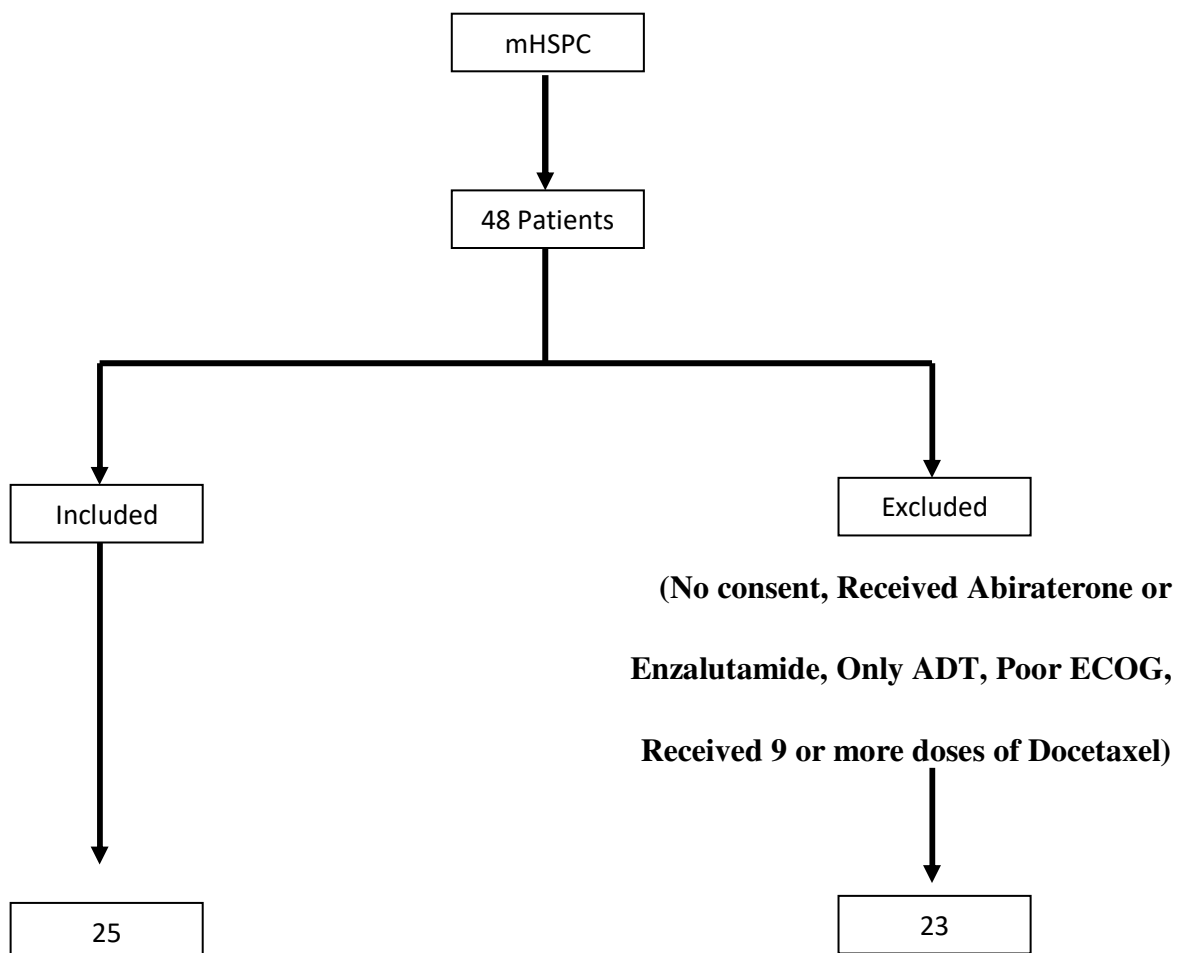 mHSPC
48 Patients
Included
Excluded
(No consent, Received Abiraterone or
Enzalutamide, Only ADT, Poor ECOG,
Received 9 or more doses of Docetaxel)
25
23